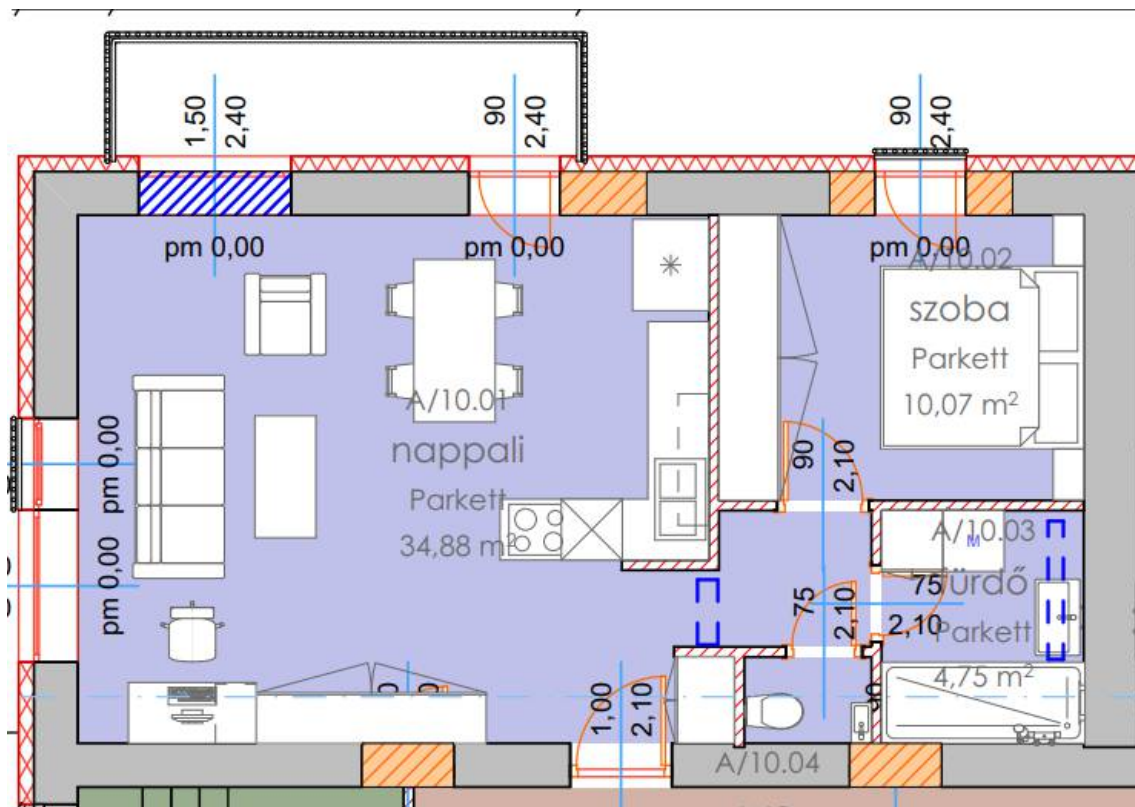 1,50
2,40
90
2,40
90
2,40
pm 0,00
pm 0,00
pm 0,00
A/10.02
szoba
Parkett
10,07 m²
A/10.01
nappali
Parkett
34,88 m²
pm 0,00
pm 0,00
90
2,10
A/10.03
M
fürdő
Parkett
4,75 m²
75
2,10
75
2,10
1,00
2,10
90
A/10.04